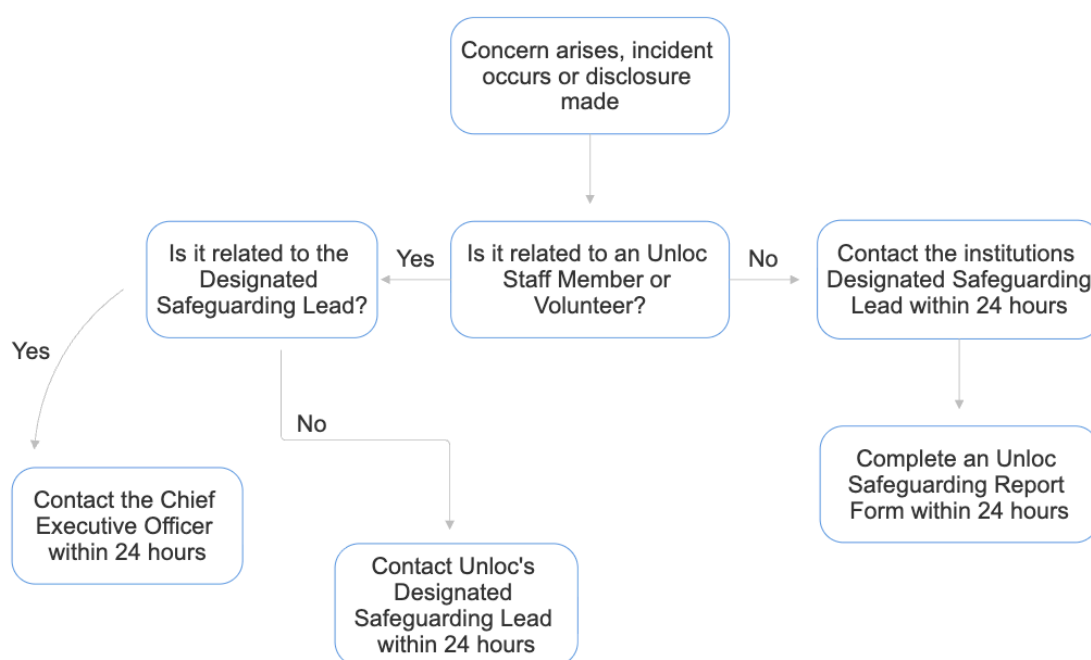 Concern arises, incident
occurs or disclosure
made
Is it related to the
Designated
Safeguarding Lead?
Yes
Is it related to an Unloc
Staff Member or
Volunteer?
No
Contact the institutions
Designated Safeguarding
Lead within 24 hours
Yes
No
Complete an Unloc
Safeguarding Report
Form within 24 hours
Contact the Chief
Executive Officer
within 24 hours
Contact Unloc's
Designated
Safeguarding Lead
within 24 hours